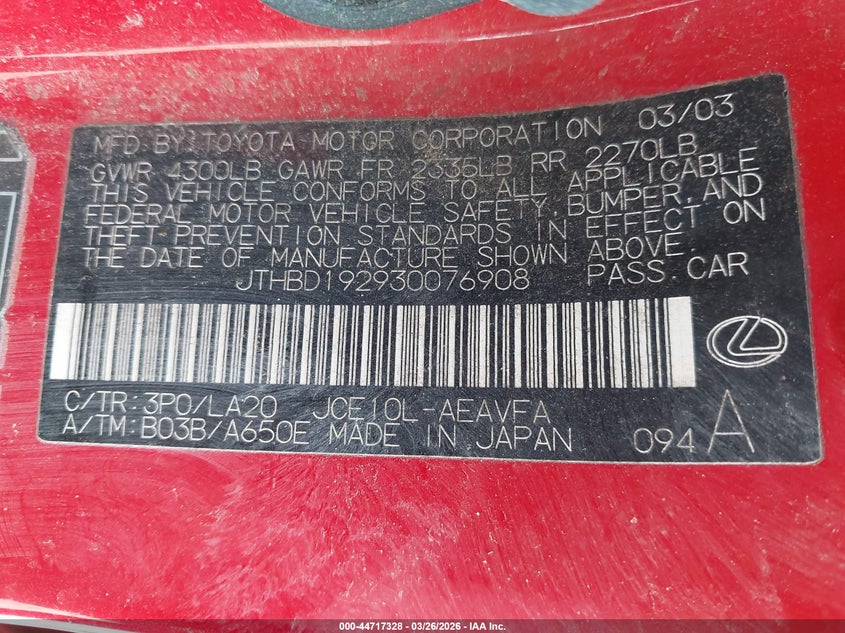 MFD. BY: TOYOTA MOTOR CORPORATION 03/03
GVWR 4300LB GAWR FR 2335LB RR 2270LB
THIS VEHICLE CONFORMS TO ALL APPLICABLE
FEDERAL MOTOR VEHICLE SAFETY, BUMPER, AND
THEFT PREVENTION STANDARDS IN EFFECT ON
THE DATE OF MANUFACTURE SHOWN ABOVE.
JTHBD192930076908 PASS. CAR
C/TR: 3P0/LA20 JCE10L-AEAVFA
A/TM: B03B/A650E MADE IN JAPAN 094 A
000-44717328 - 03/26/2026 - IAA Inc.